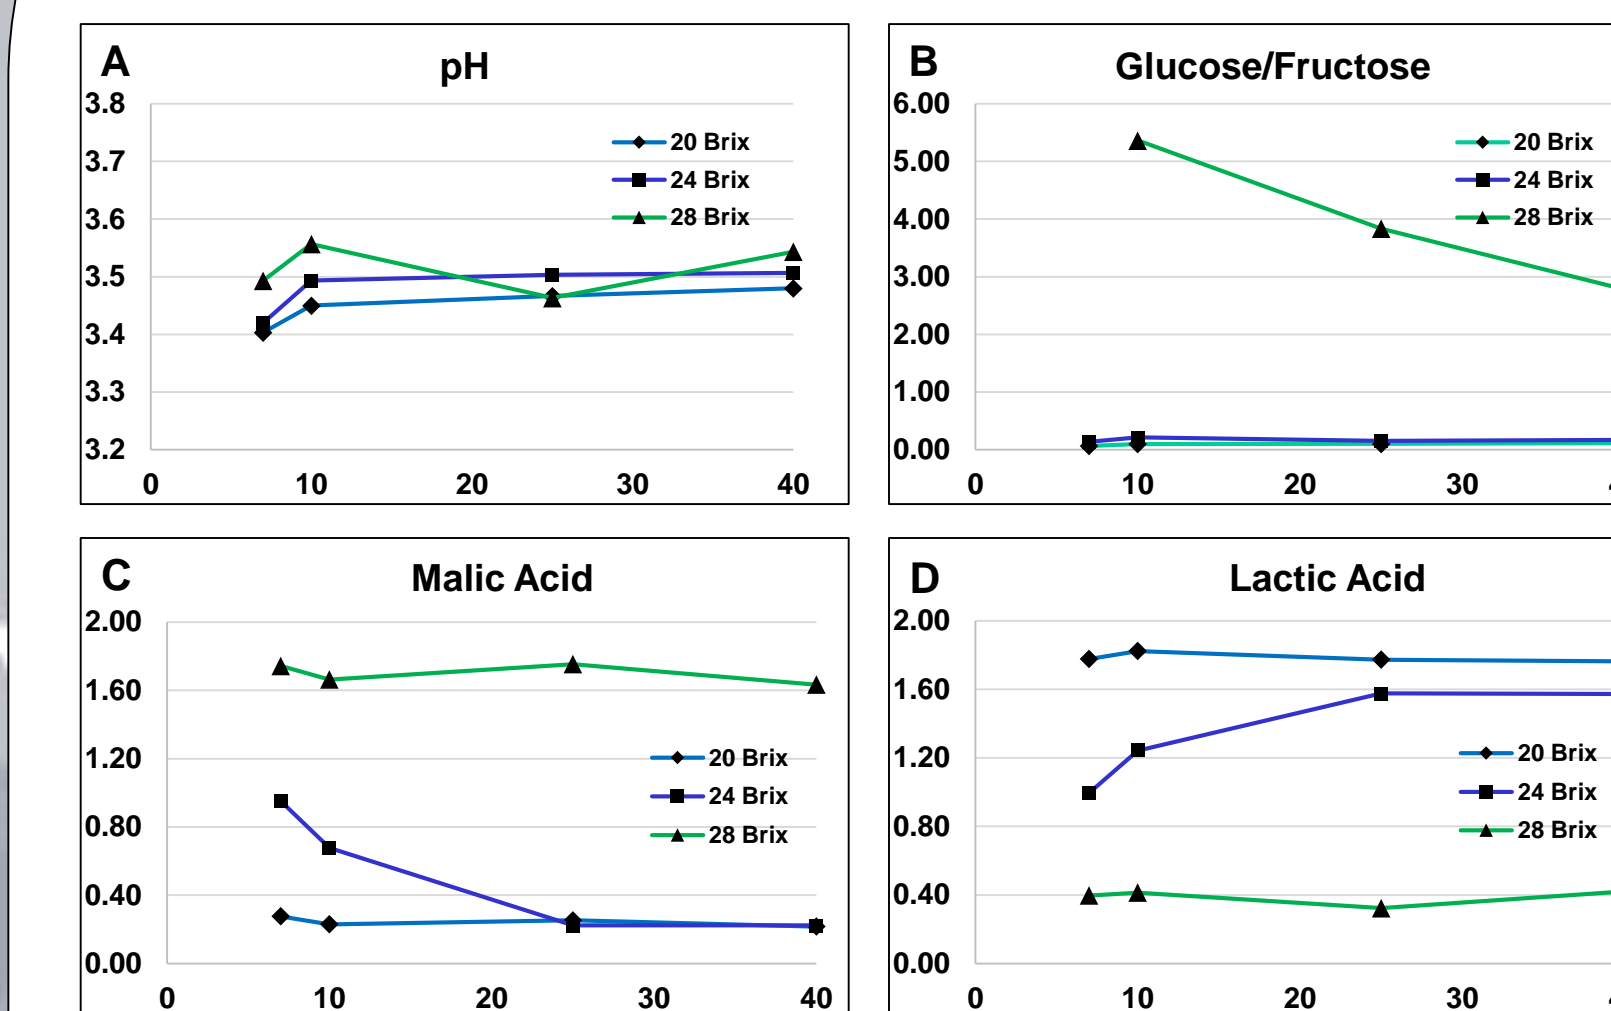 A
pH
3.8
3.7
3.6
3.5
3.4
3.3
3.2
0 10 20 30 40
20 Brix
24 Brix
28 Brix
B
Glucose/Fructose
6.00
5.00
4.00
3.00
2.00
1.00
0.00
0 10 20 30
20 Brix
24 Brix
28 Brix
C
Malic Acid
2.00
1.60
1.20
0.80
0.40
0.00
0 10 20 30 40
20 Brix
24 Brix
28 Brix
D
Lactic Acid
2.00
1.60
1.20
0.80
0.40
0.00
0 10 20 30
20 Brix
24 Brix
28 Brix